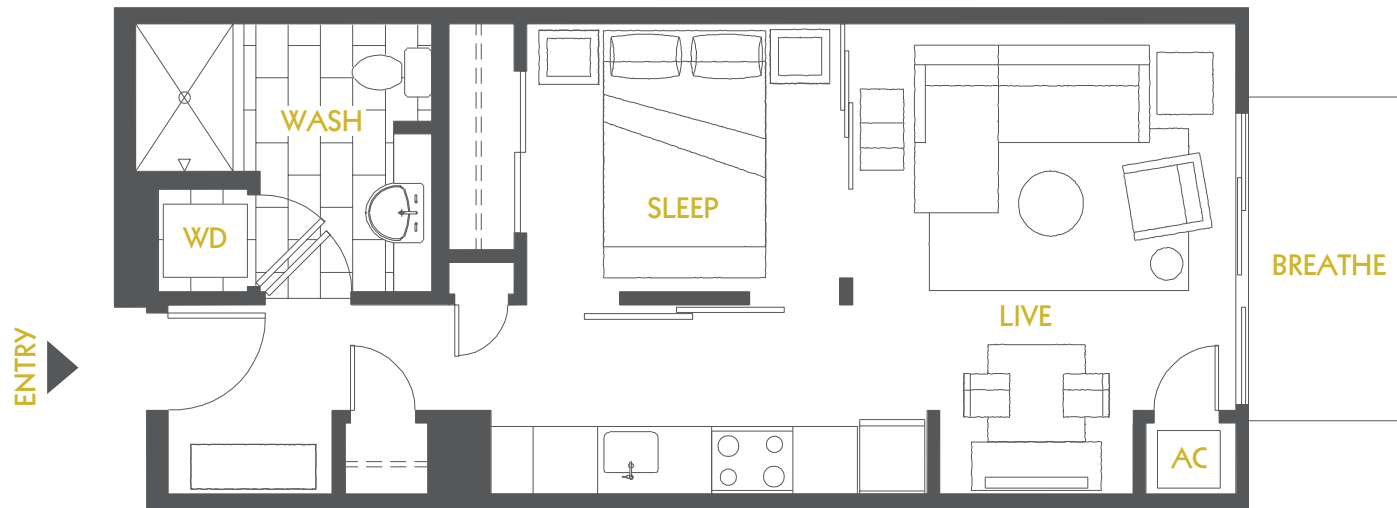 WASH
WD
SLEEP
BREATHE
LIVE
ENTRY
AC